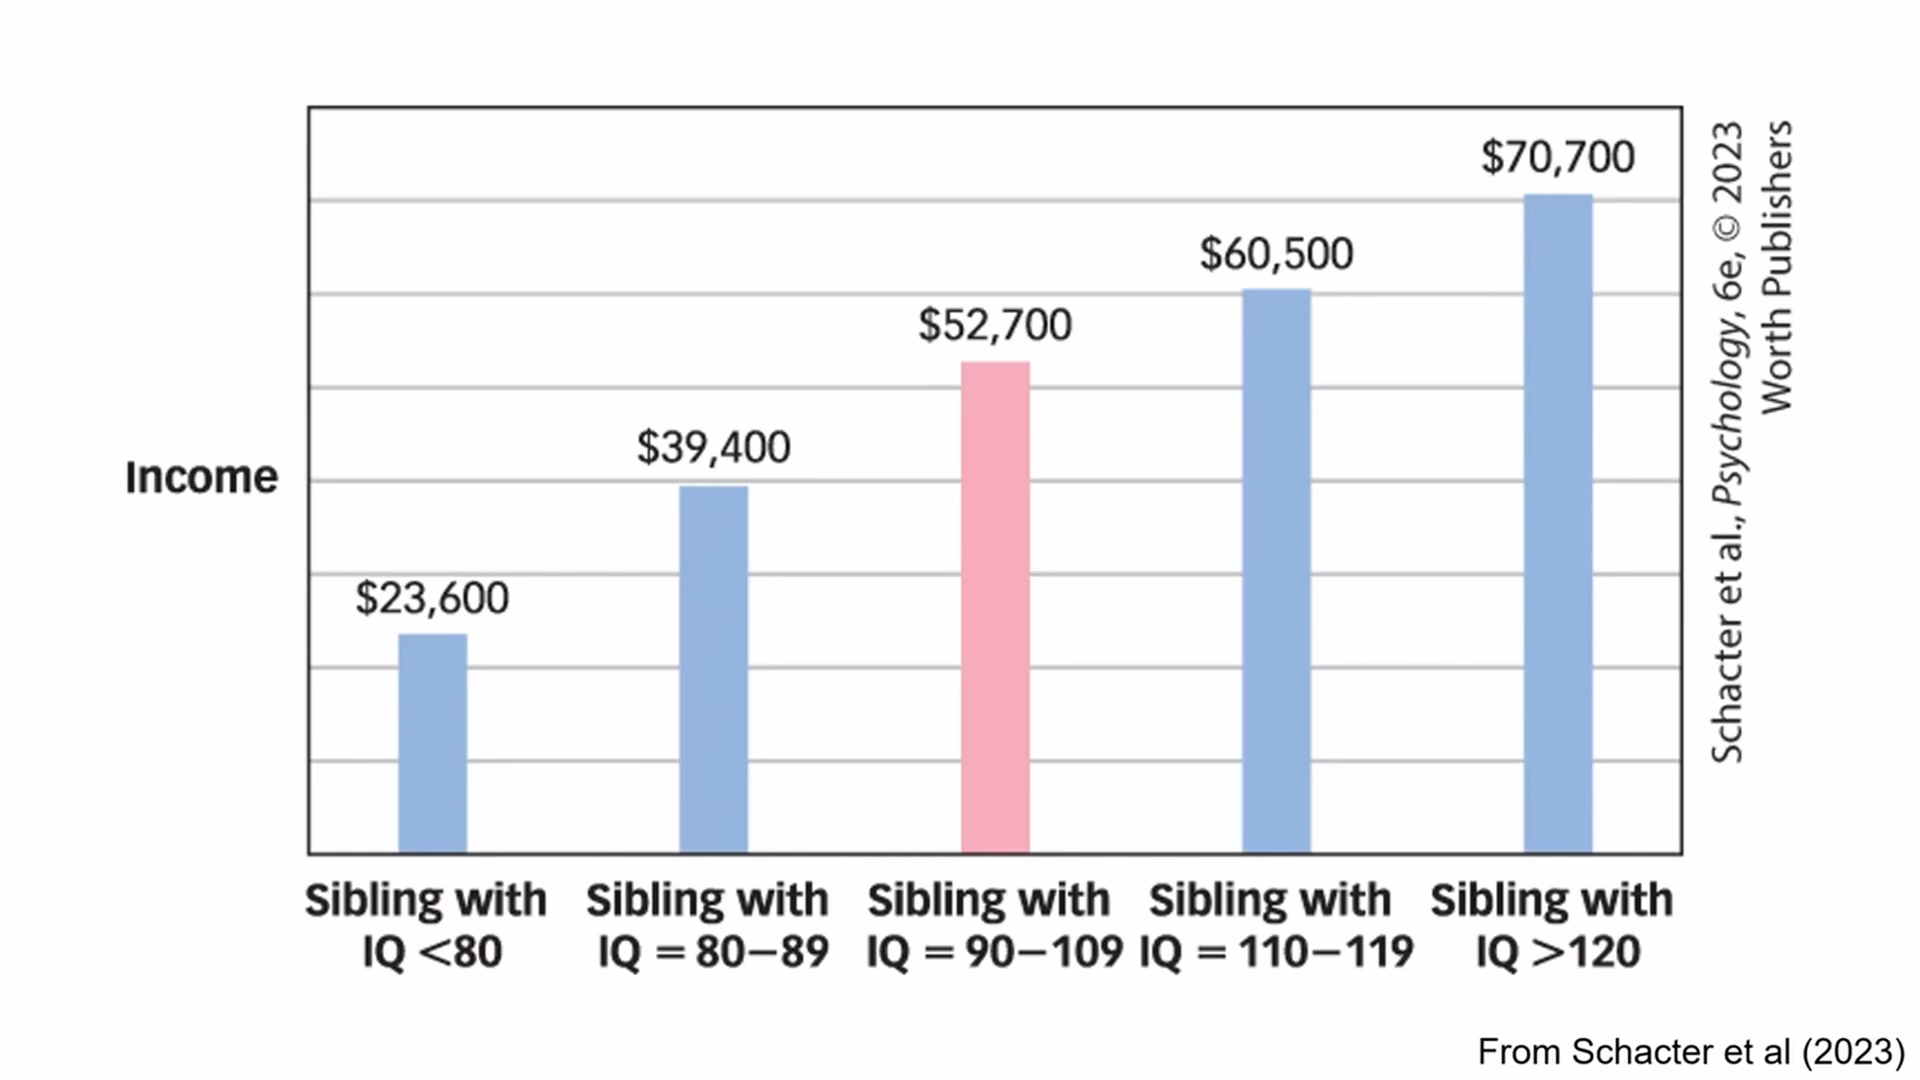 $70,700
$60,500
$52,700
$39,400
$23,600
Income
Sibling with
IQ <80
Sibling with
IQ = 80–89
Sibling with
IQ = 90–109
Sibling with
IQ = 110–119
Sibling with
IQ >120
Schacter et al., Psychology, 6e, © 2023
Worth Publishers
From Schacter et al (2023)